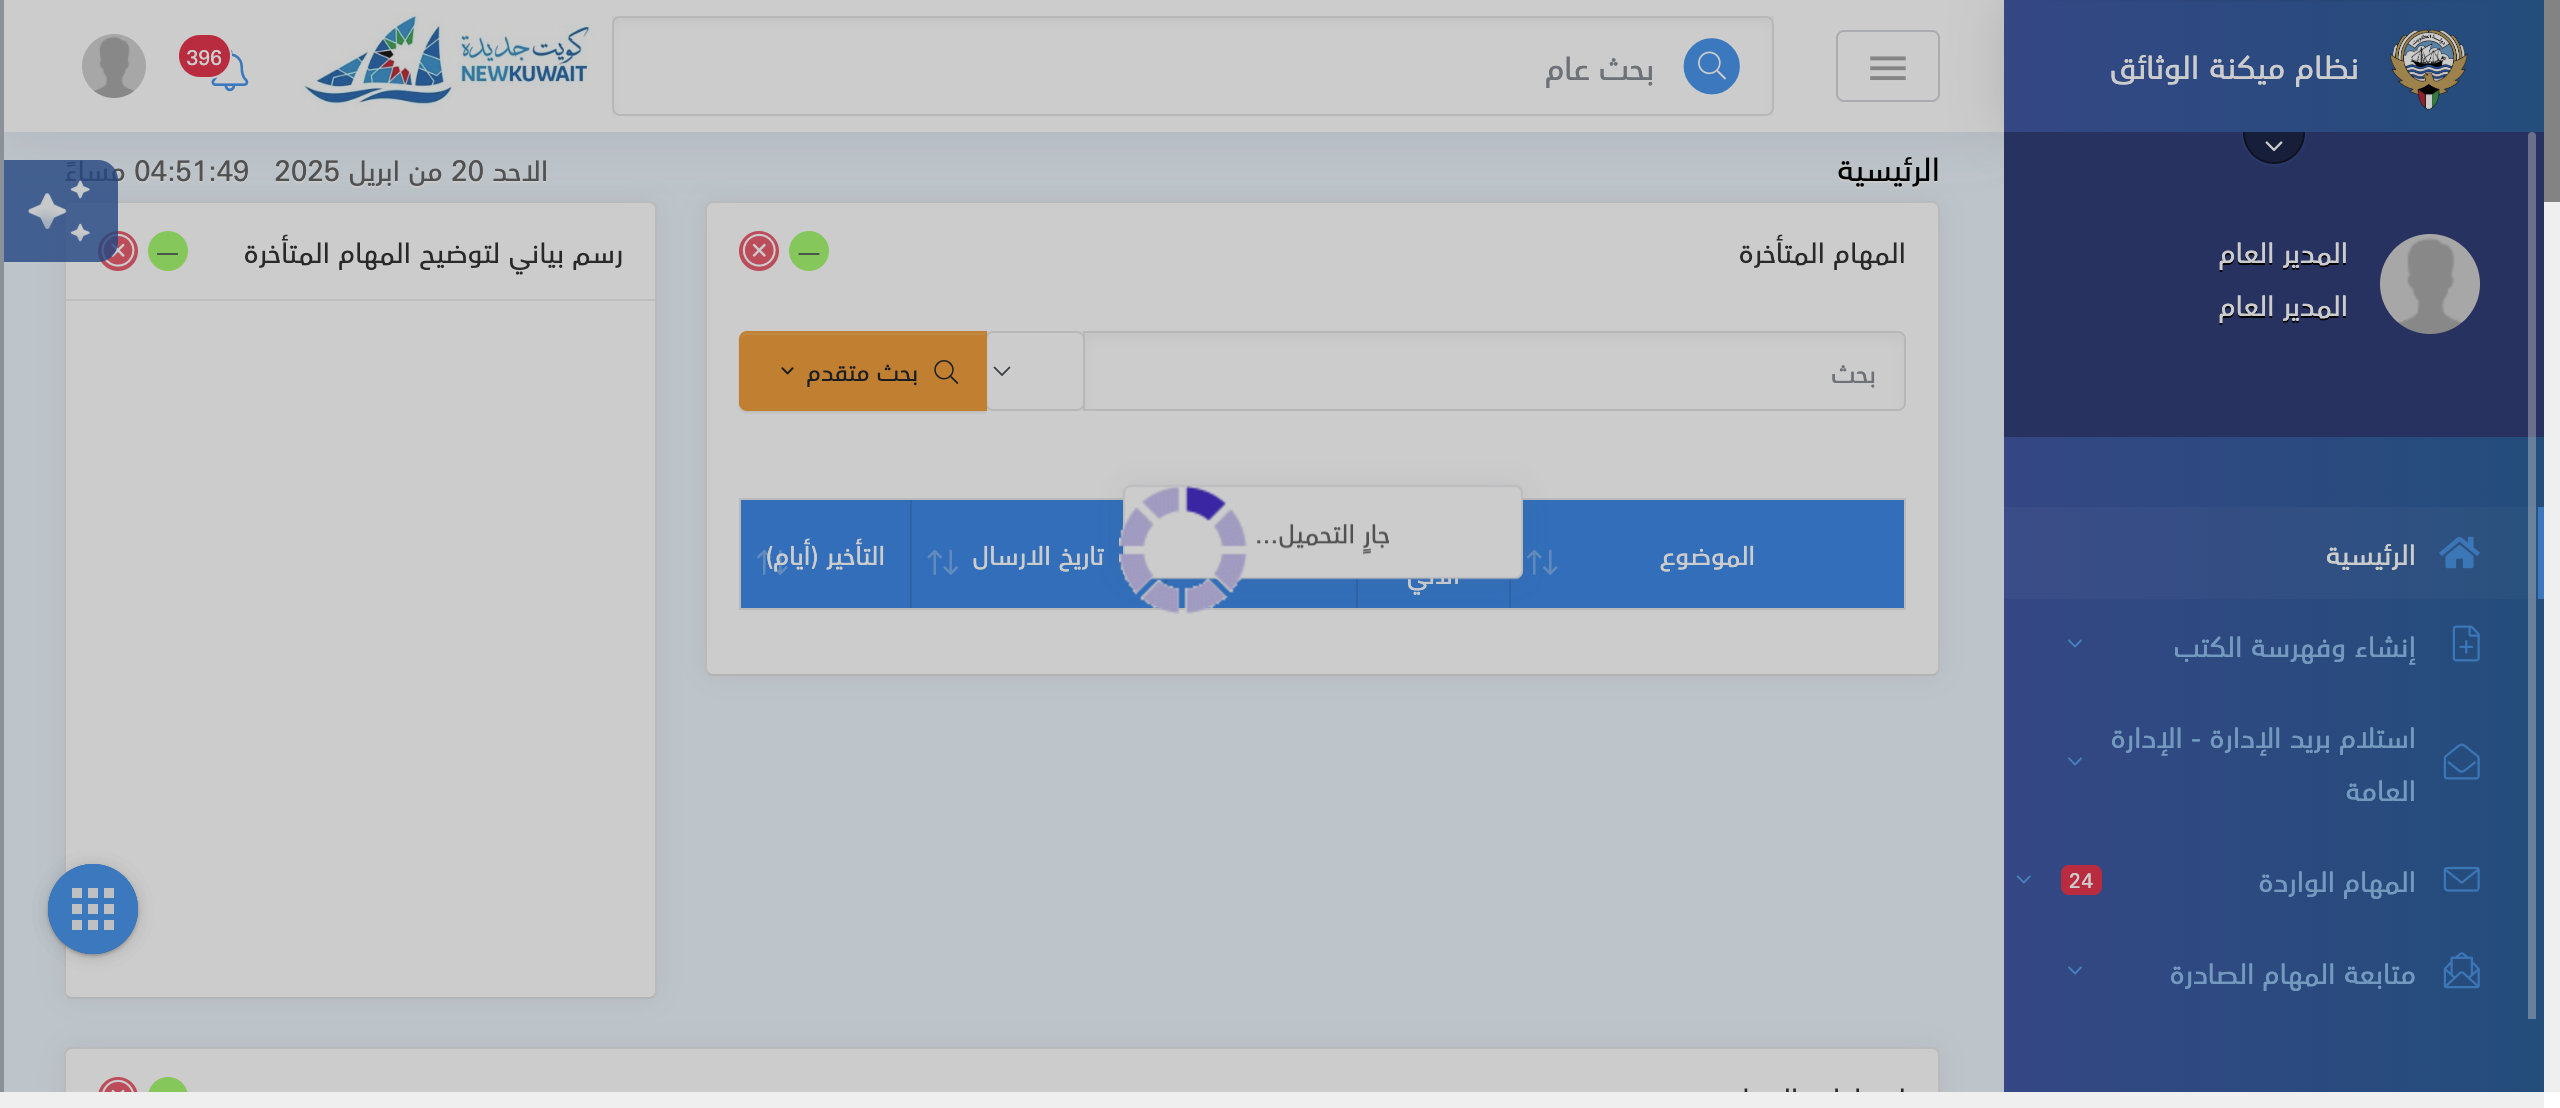 نظام ميكنة الوثائق
بحث عام
كويت جديدة
NEWKUWAIT
396
المدير العام
المدير العام
الرئيسية
إنشاء وفهرسة الكتب
استلام بريد الإدارة - الإدارة
العامة
المهام الواردة
24
متابعة المهام الصادرة
الرئيسية
الاحد 20 من ابريل 2025 04:51:49 مساءً
المهام المتأخرة
بحث
بحث متقدم
جارٍ التحميل...
الموضوع
تاريخ الارسال
التأخير (أيام)
رسم بياني لتوضيح المهام المتأخرة